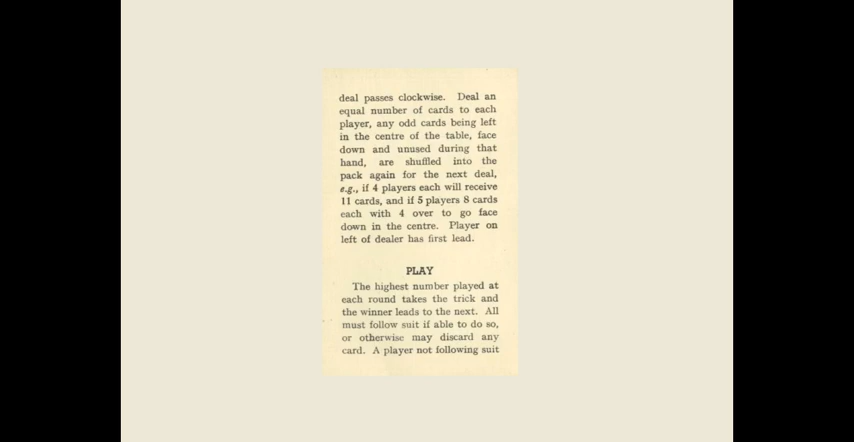 deal passes clockwise. Deal an
equal number of cards to each
player, any odd cards being left
in the centre of the table, face
down and unused during that
hand, are shuffled into the
pack again for the next deal,
e.g., if 4 players each will receive
11 cards, and if 5 players 8 cards
each with 4 over to go face
down in the centre. Player on
left of dealer has first lead.
PLAY
The highest number played at
each round takes the trick and
the winner leads to the next. All
must follow suit if able to do so,
or otherwise may discard any
card. A player not following suit